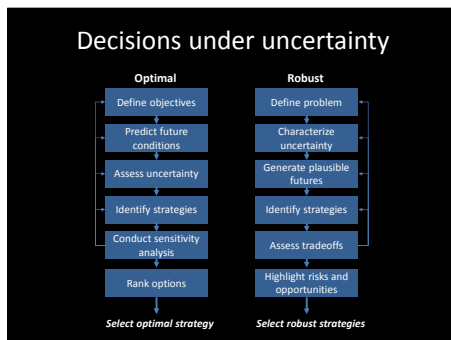 Decisions under uncertainty
Optimal
Define objectives
Predict future
conditions
Assess uncertainty
Identify strategies
Conduct sensitivity
analysis
Rank options
Select optimal strategy
Robust
Define problem
Characterize
uncertainty
Generate plausible
futures
Identify strategies
Assess tradeoffs
Highlight risks and
opportunities
Select robust strategies